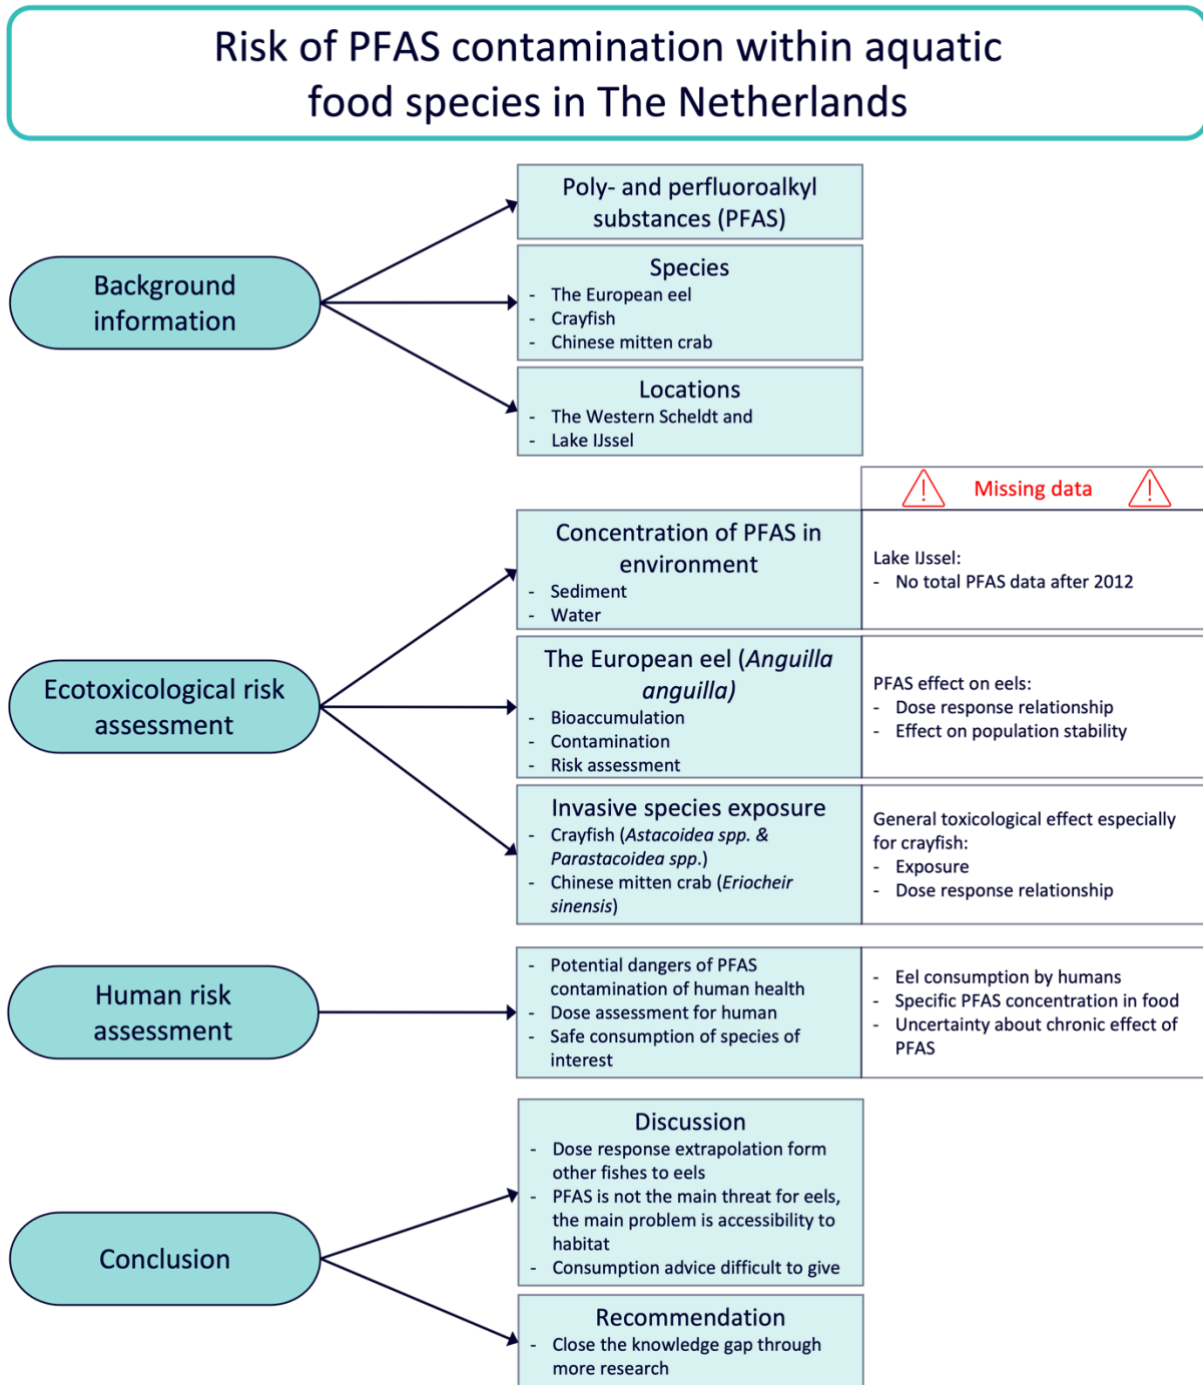 Risk of PFAS contamination within aquatic
food species in The Netherlands
Background
information
Poly- and perfluoroalkyl
substances (PFAS)
Species
- The European eel
- Crayfish
- Chinese mitten crab
Locations
- The Western Scheldt and
- Lake IJssel
Missing data
Ecotoxicological risk
assessment
Concentration of PFAS in
environment
- Sediment
- Water
Lake IJssel:
- No total PFAS data after 2012
The European eel (Anguilla
anguilla)
- Bioaccumulation
- Contamination
- Risk assessment
PFAS effect on eels:
- Dose response relationship
- Effect on population stability
Invasive species exposure
- Crayfish (Astacoidea spp. &
Parastacoidea spp.)
- Chinese mitten crab (Eriocheir
sinensis)
General toxicological effect especially
for crayfish:
- Exposure
- Dose response relationship
Human risk
assessment
- Potential dangers of PFAS
contamination of human health
- Dose assessment for human
- Safe consumption of species of
interest
- Eel consumption by humans
- Specific PFAS concentration in food
- Uncertainty about chronic effect of
PFAS
Conclusion
Discussion
- Dose response extrapolation form
other fishes to eels
- PFAS is not the main threat for eels,
the main problem is accessibility to
habitat
- Consumption advice difficult to give
Recommendation
- Close the knowledge gap through
more research